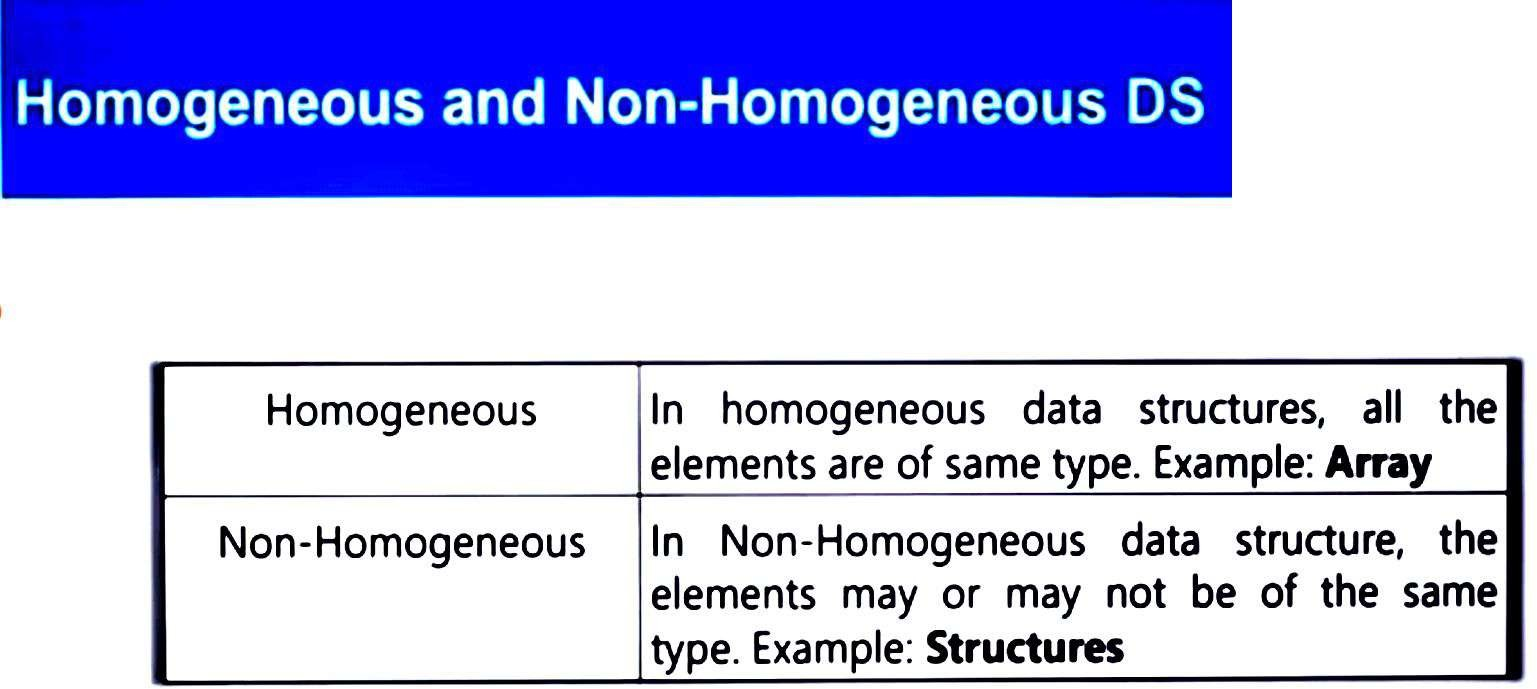 Homogeneous and Non-Homogeneous DS
Homogeneous
In homogeneous data structures, all the
elements are of same type. Example: Array
Non-Homogeneous
In Non-Homogeneous data structure, the
elements may or may not be of the same
type. Example: Structures